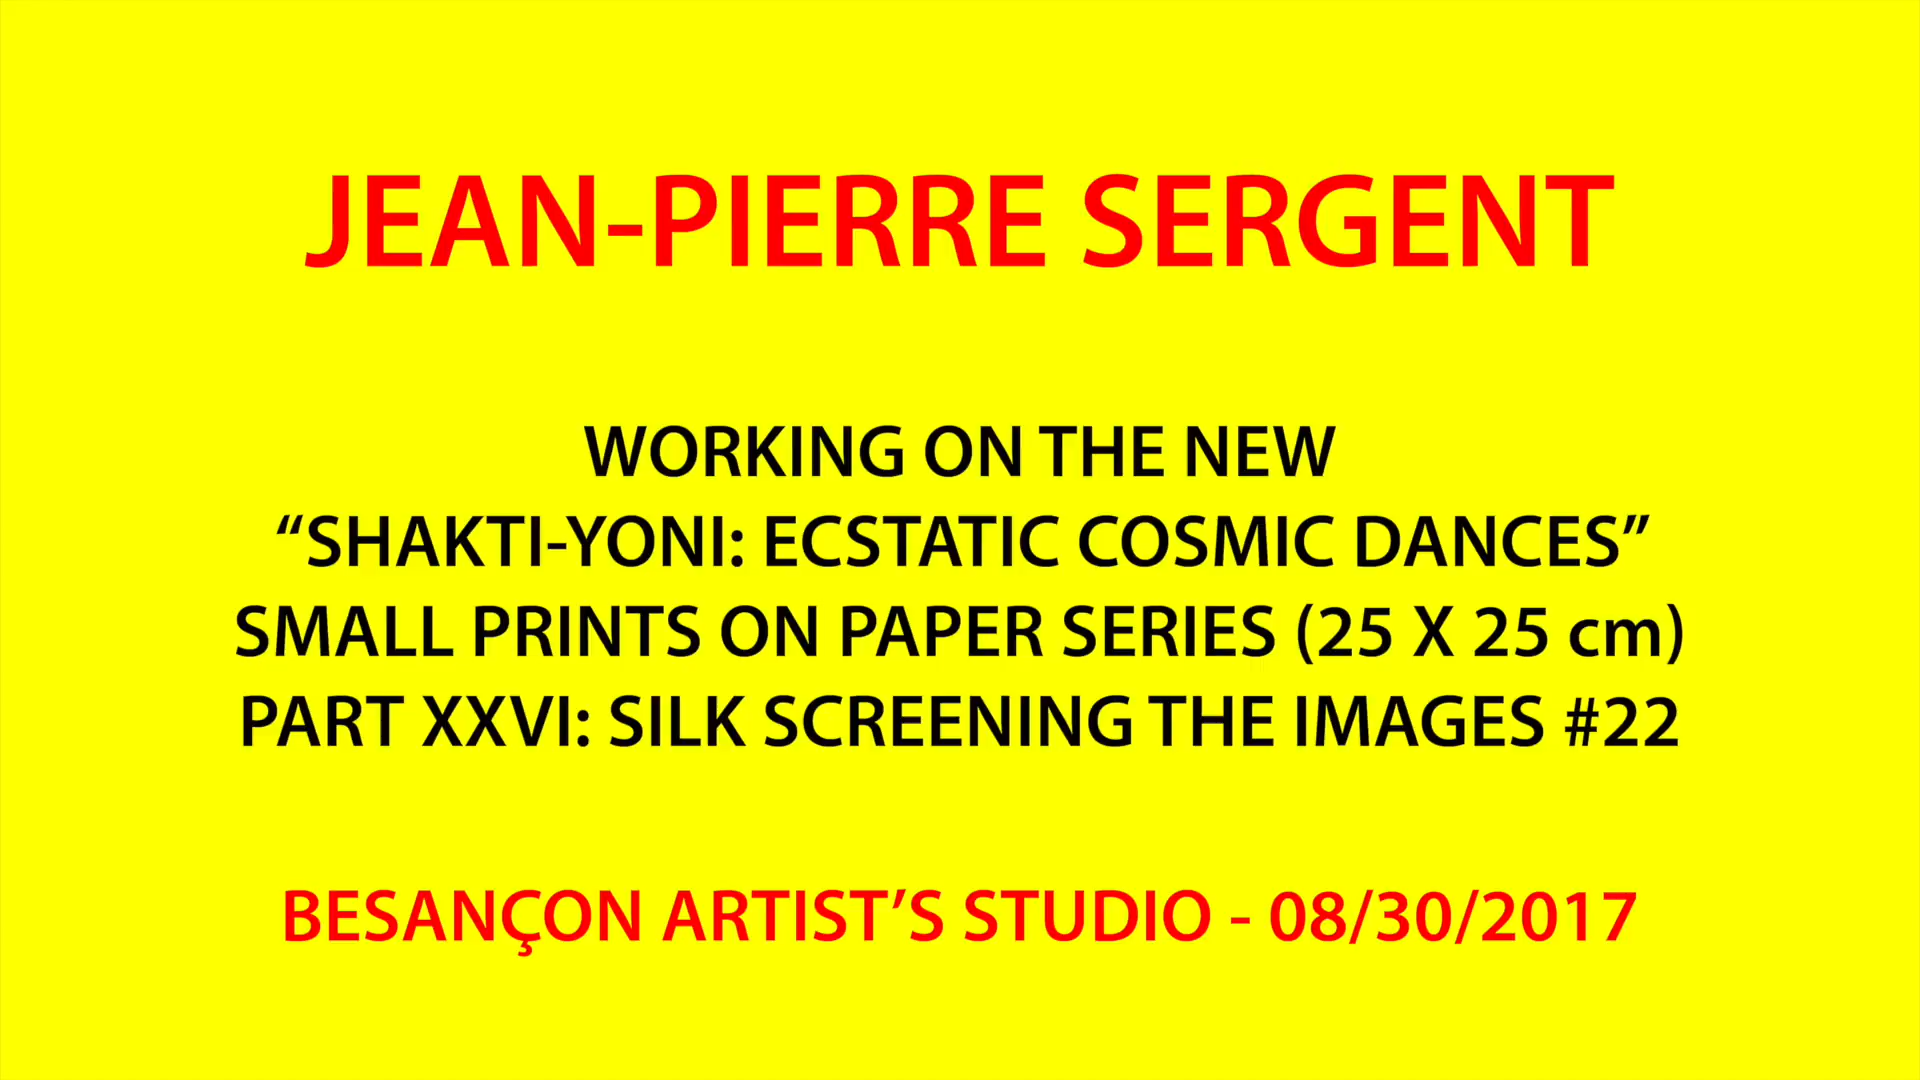 JEAN-PIERRE SERGENT
WORKING ON THE NEW
“SHAKTI-YONI: ECSTATIC COSMIC DANCES”
SMALL PRINTS ON PAPER SERIES (25 X 25 cm)
PART XXVI: SILK SCREENING THE IMAGES #22
BESANÇON ARTIST’S STUDIO - 08/30/2017